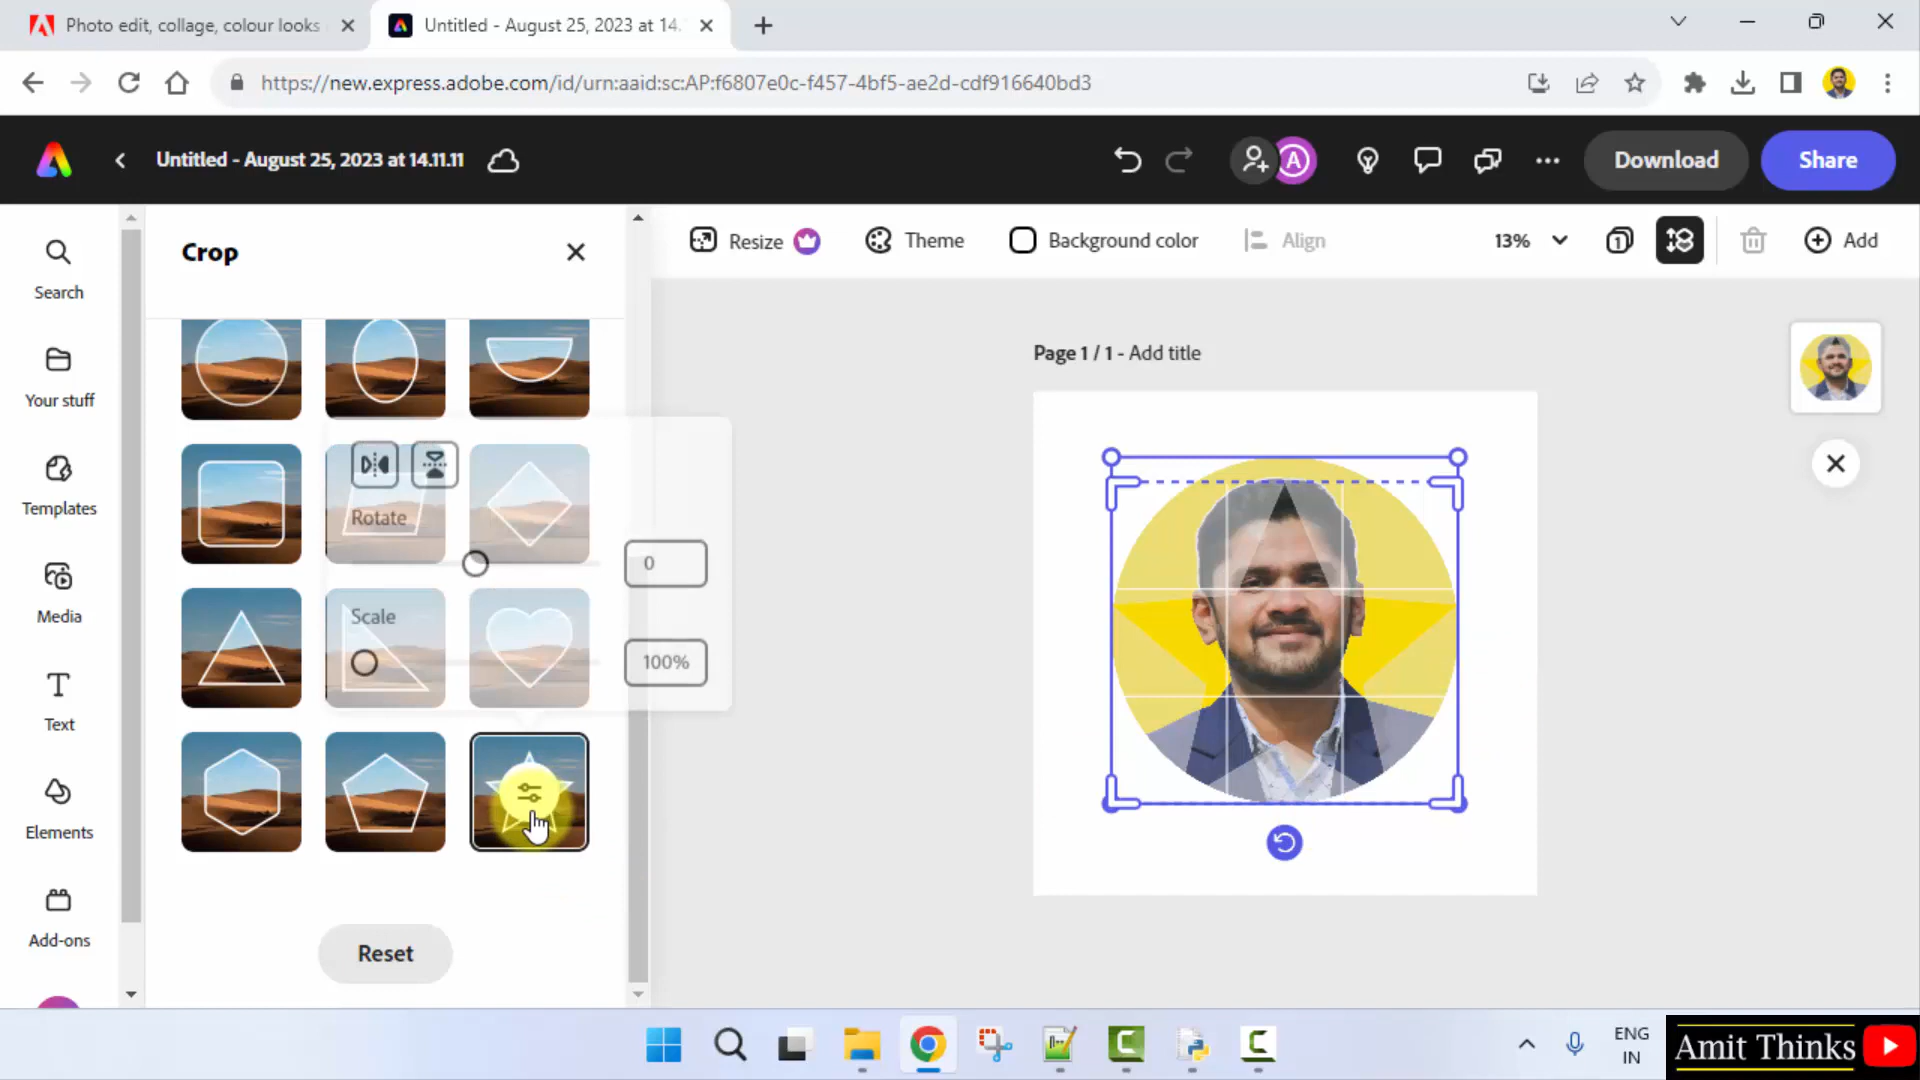 Photo edit, collage, colour looks
Untitled - August 25, 2023 at 14.
https://new.express.adobe.com/id/urn:aaid:sc:AP:f6807e0c-f457-4bf5-ae2d-cdf916640bd3
Untitled - August 25, 2023 at 14.11.11
A
Download
Share
Search
Your stuff
Templates
Media
Text
Elements
Add-ons
Crop
Rotate
0
Scale
100%
Reset
Resize
Theme
Background color
Align
13%
1
Add
Page 1 / 1 - Add title
ENG
IN
Amit Thinks